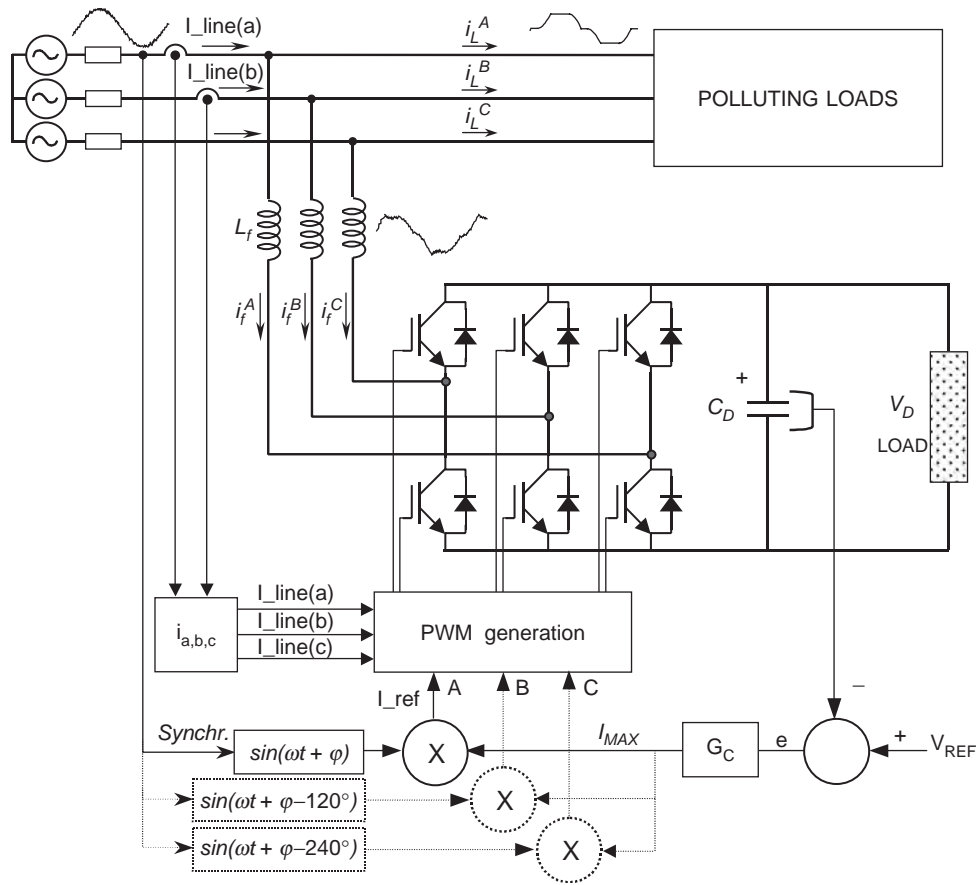 I_line(a)
i_L^A
I_line(b)
i_L^B
POLLUTING LOADS
i_L^C
L_f
i_f^A
i_f^B
i_f^C
+
C_D
V_D
LOAD
I_line(a)
I_line(b)
I_line(c)
i_a,b,c
PWM generation
I_ref
A
B
C
–
Synchr.
sin(ωt + φ)
X
I_MAX
G_C
e
+
V_REF
sin(ωt + φ–120°)
X
sin(ωt + φ–240°)
X